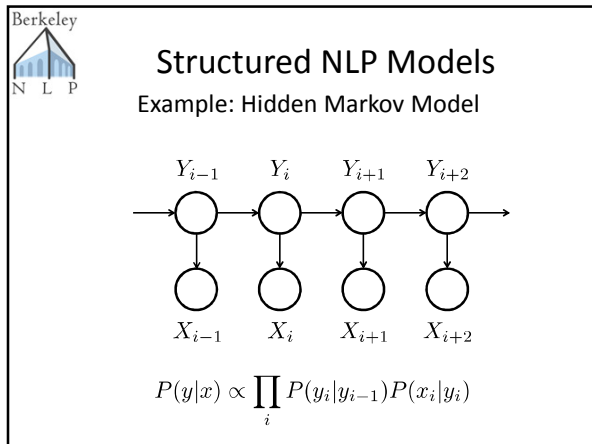 Berkeley
N L P
Structured NLP Models
Example: Hidden Markov Model
Y_{i−1} Y_i Y_{i+1} Y_{i+2}
X_{i−1} X_i X_{i+1} X_{i+2}
P(y|x) ∝ ∏_i P(y_i|y_{i−1})P(x_i|y_i)